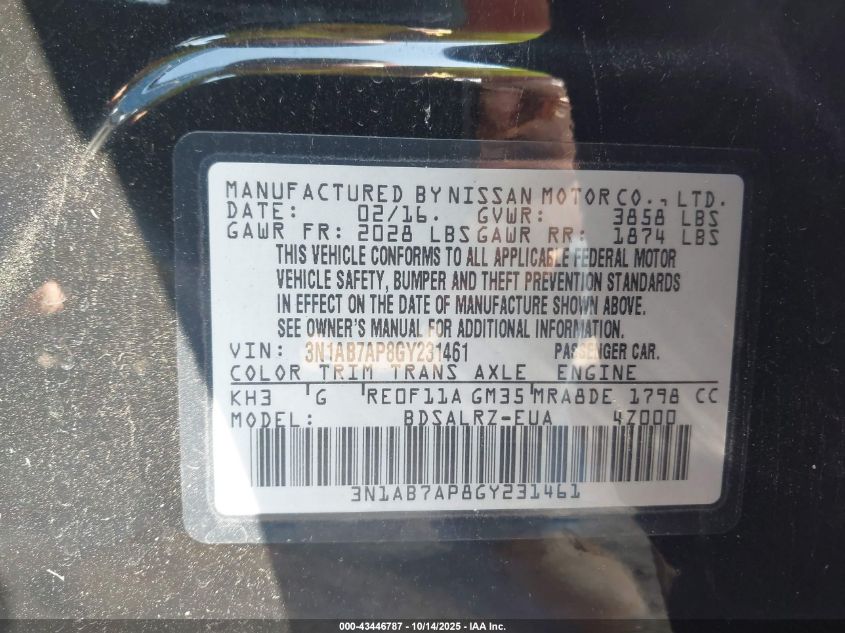 MANUFACTURED BY NISSAN MOTOR CO., LTD.
DATE: 02/16. GVWR: 3858 LBS
GAWR FR: 2028 LBS GAWR RR: 1874 LBS
THIS VEHICLE CONFORMS TO ALL APPLICABLE FEDERAL MOTOR
VEHICLE SAFETY, BUMPER AND THEFT PREVENTION STANDARDS
IN EFFECT ON THE DATE OF MANUFACTURE SHOWN ABOVE.
SEE OWNER'S MANUAL FOR ADDITIONAL INFORMATION.
VIN: 3N1AB7AP8GY231461 PASSENGER CAR.
COLOR TRIM TRANS AXLE ENGINE
KH3 G RE0F11A GM35 MRA8DE 1798 CC
MODEL: BDSALRZ-EUA 4Z000
3N1AB7AP8GY231461
000-43446787 - 10/14/2025 - IAA Inc.